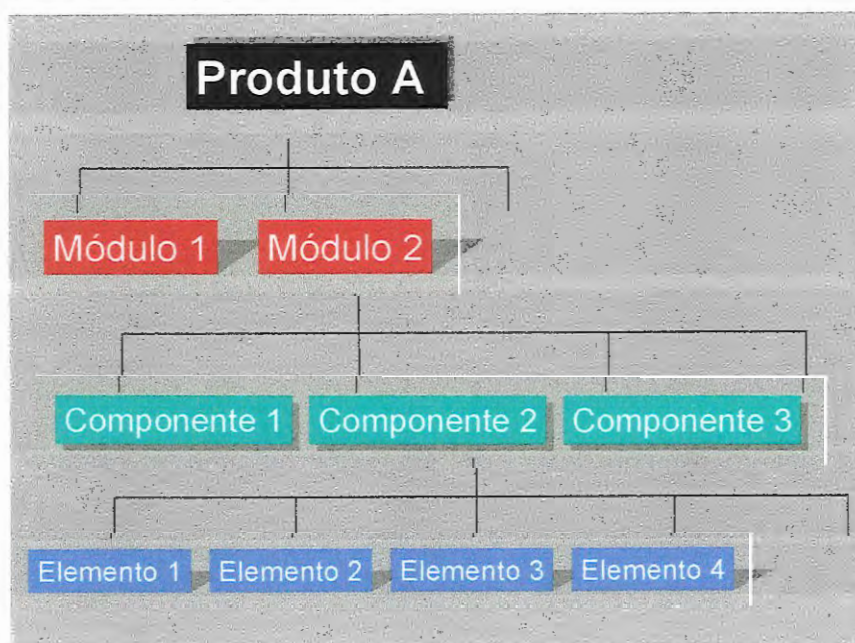 Produto A
Módulo 1 Módulo 2
Componente 1 Componente 2 Componente 3
Elemento 1 Elemento 2 Elemento 3 Elemento 4